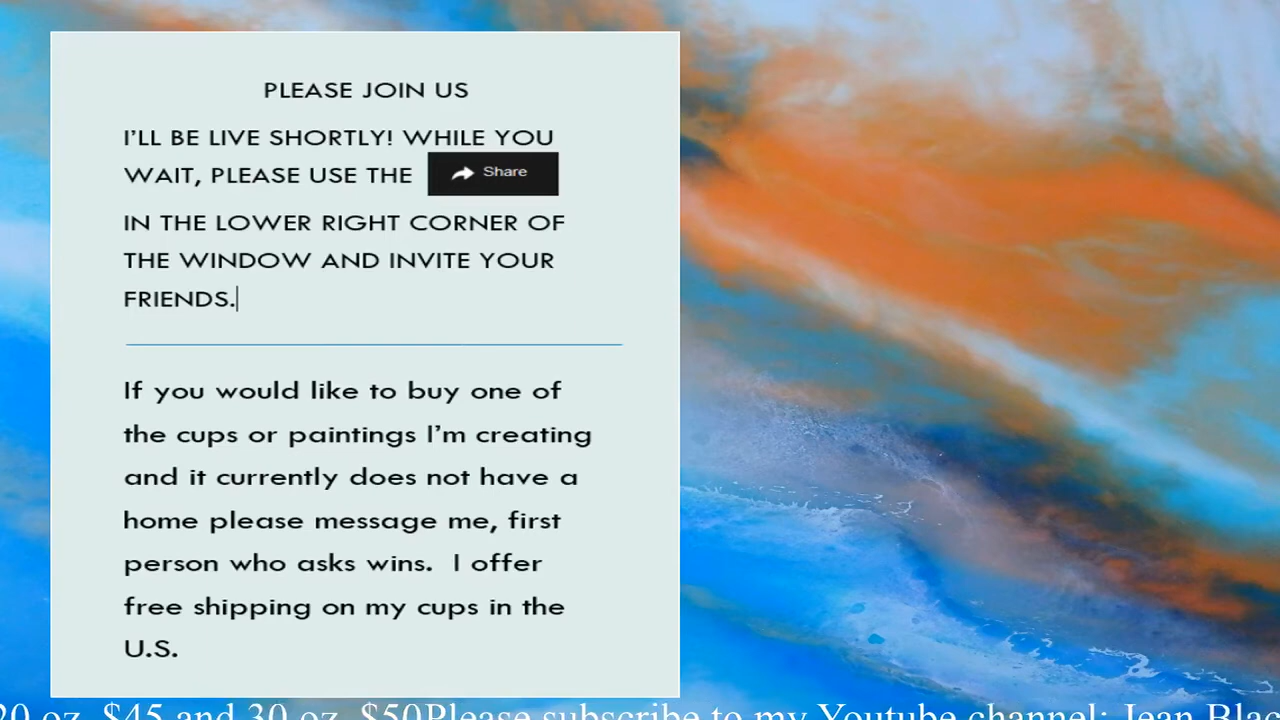 PLEASE JOIN US
I'LL BE LIVE SHORTLY! WHILE YOU
WAIT, PLEASE USE THE Share
IN THE LOWER RIGHT CORNER OF
THE WINDOW AND INVITE YOUR
FRIENDS.
If you would like to buy one of
the cups or paintings I'm creating
and it currently does not have a
home please message me, first
person who asks wins.  I offer
free shipping on my cups in the
U.S.
20 oz. $45 and 30 oz. $50Please subscribe to my Youtube channel: Jean